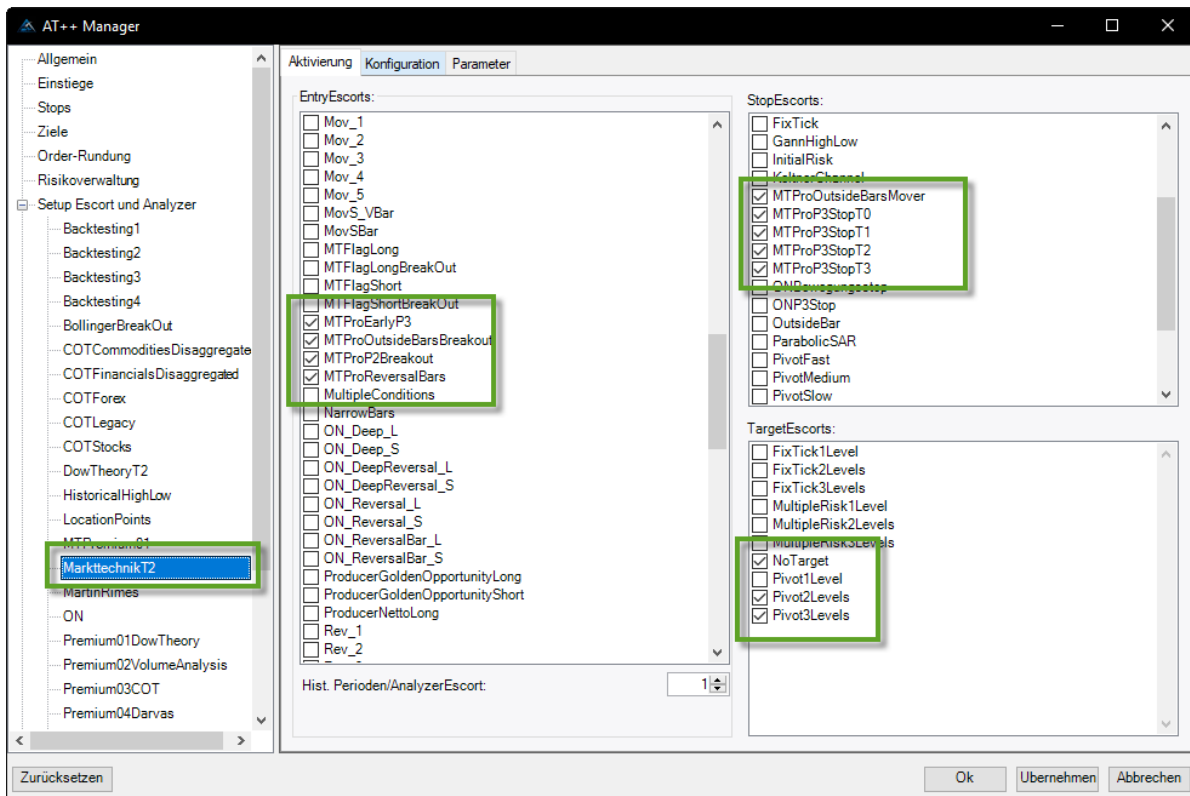 AT++ Manager
Allgemein
Einstiege
Stops
Ziele
Order-Rundung
Risikoverwaltung
Setup Escort und Analyzer
Backtesting1
Backtesting2
Backtesting3
Backtesting4
BollingerBreakOut
COTCommoditiesDisaggregate
COTFinancialsDisaggregated
COTForex
COTLegacy
COTStocks
DowTheoryT2
HistoricalHighLow
LocationPoints
MTPremium01
MarkttechnikT2
MartinRimes
ON
Premium01DowTheory
Premium02VolumeAnalysis
Premium03COT
Premium04Darvas
Aktivierung Konfiguration Parameter
EntryEscorts:
Mov_1
Mov_2
Mov_3
Mov_4
Mov_5
MovS_VBar
MovSBar
MTFlagLong
MTFlagLongBreakOut
MTFlagShort
MTFlagShortBreakOut
MTProEarlyP3
MTProOutsideBarsBreakout
MTProP2Breakout
MTProReversalBars
MultipleConditions
NarrowBars
ON_Deep_L
ON_Deep_S
ON_DeepReversal_L
ON_DeepReversal_S
ON_Reversal_L
ON_Reversal_S
ON_ReversalBar_L
ON_ReversalBar_S
ProducerGoldenOpportunityLong
ProducerGoldenOpportunityShort
ProducerNettoLong
Rev_1
Rev_2
Hist. Perioden/AnalyzerEscort: 1
StopEscorts:
FixTick
GannHighLow
InitialRisk
KeltnerChannel
MTProOutsideBarsMover
MTProP3StopT0
MTProP3StopT1
MTProP3StopT2
MTProP3StopT3
ONBewegungsstop
ONP3Stop
OutsideBar
ParabolicSAR
PivotFast
PivotMedium
PivotSlow
TargetEscorts:
FixTick1Level
FixTick2Levels
FixTick3Levels
MultipleRisk1Level
MultipleRisk2Levels
MultipleRisk3Levels
NoTarget
Pivot1Level
Pivot2Levels
Pivot3Levels
Zurücksetzen
Ok
Ubernehmen
Abbrechen